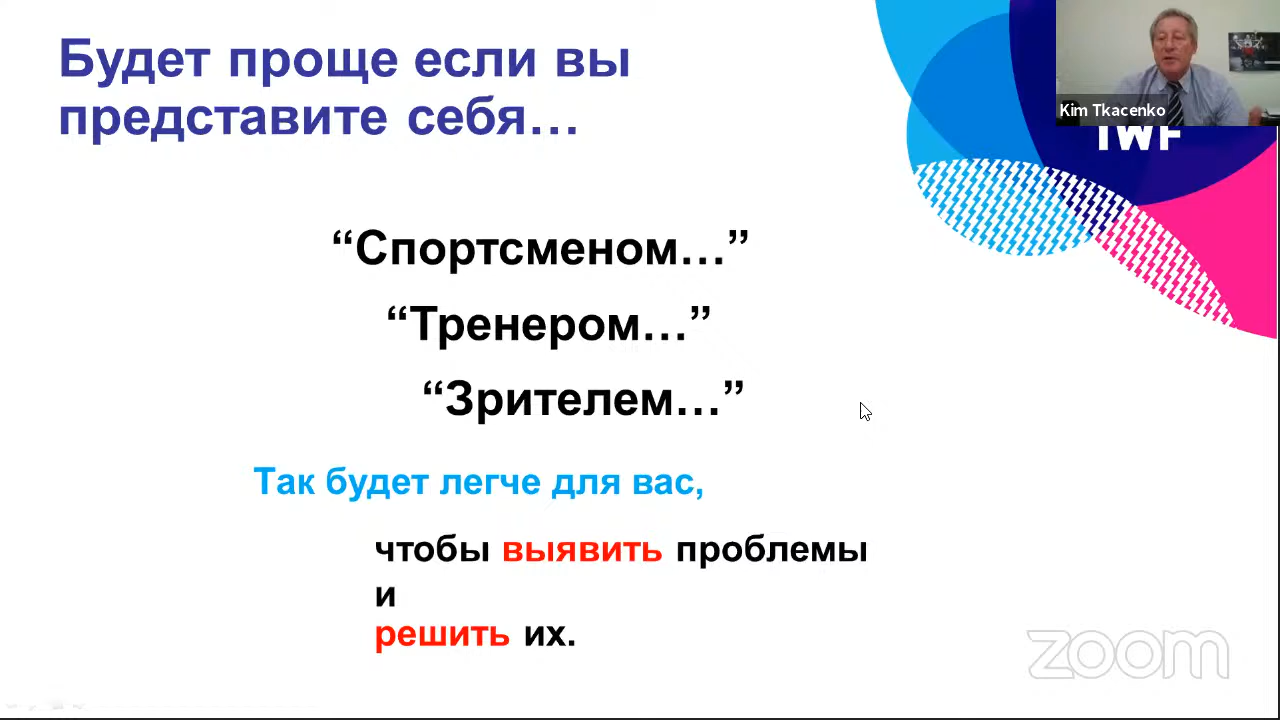 Будет проще если вы
представите себя…
Kim Tkacenko
IWF
“Спортсменом…”
“Тренером…”
“Зрителем…”
Так будет легче для вас,
чтобы выявить проблемы
и
решить их.
zoom